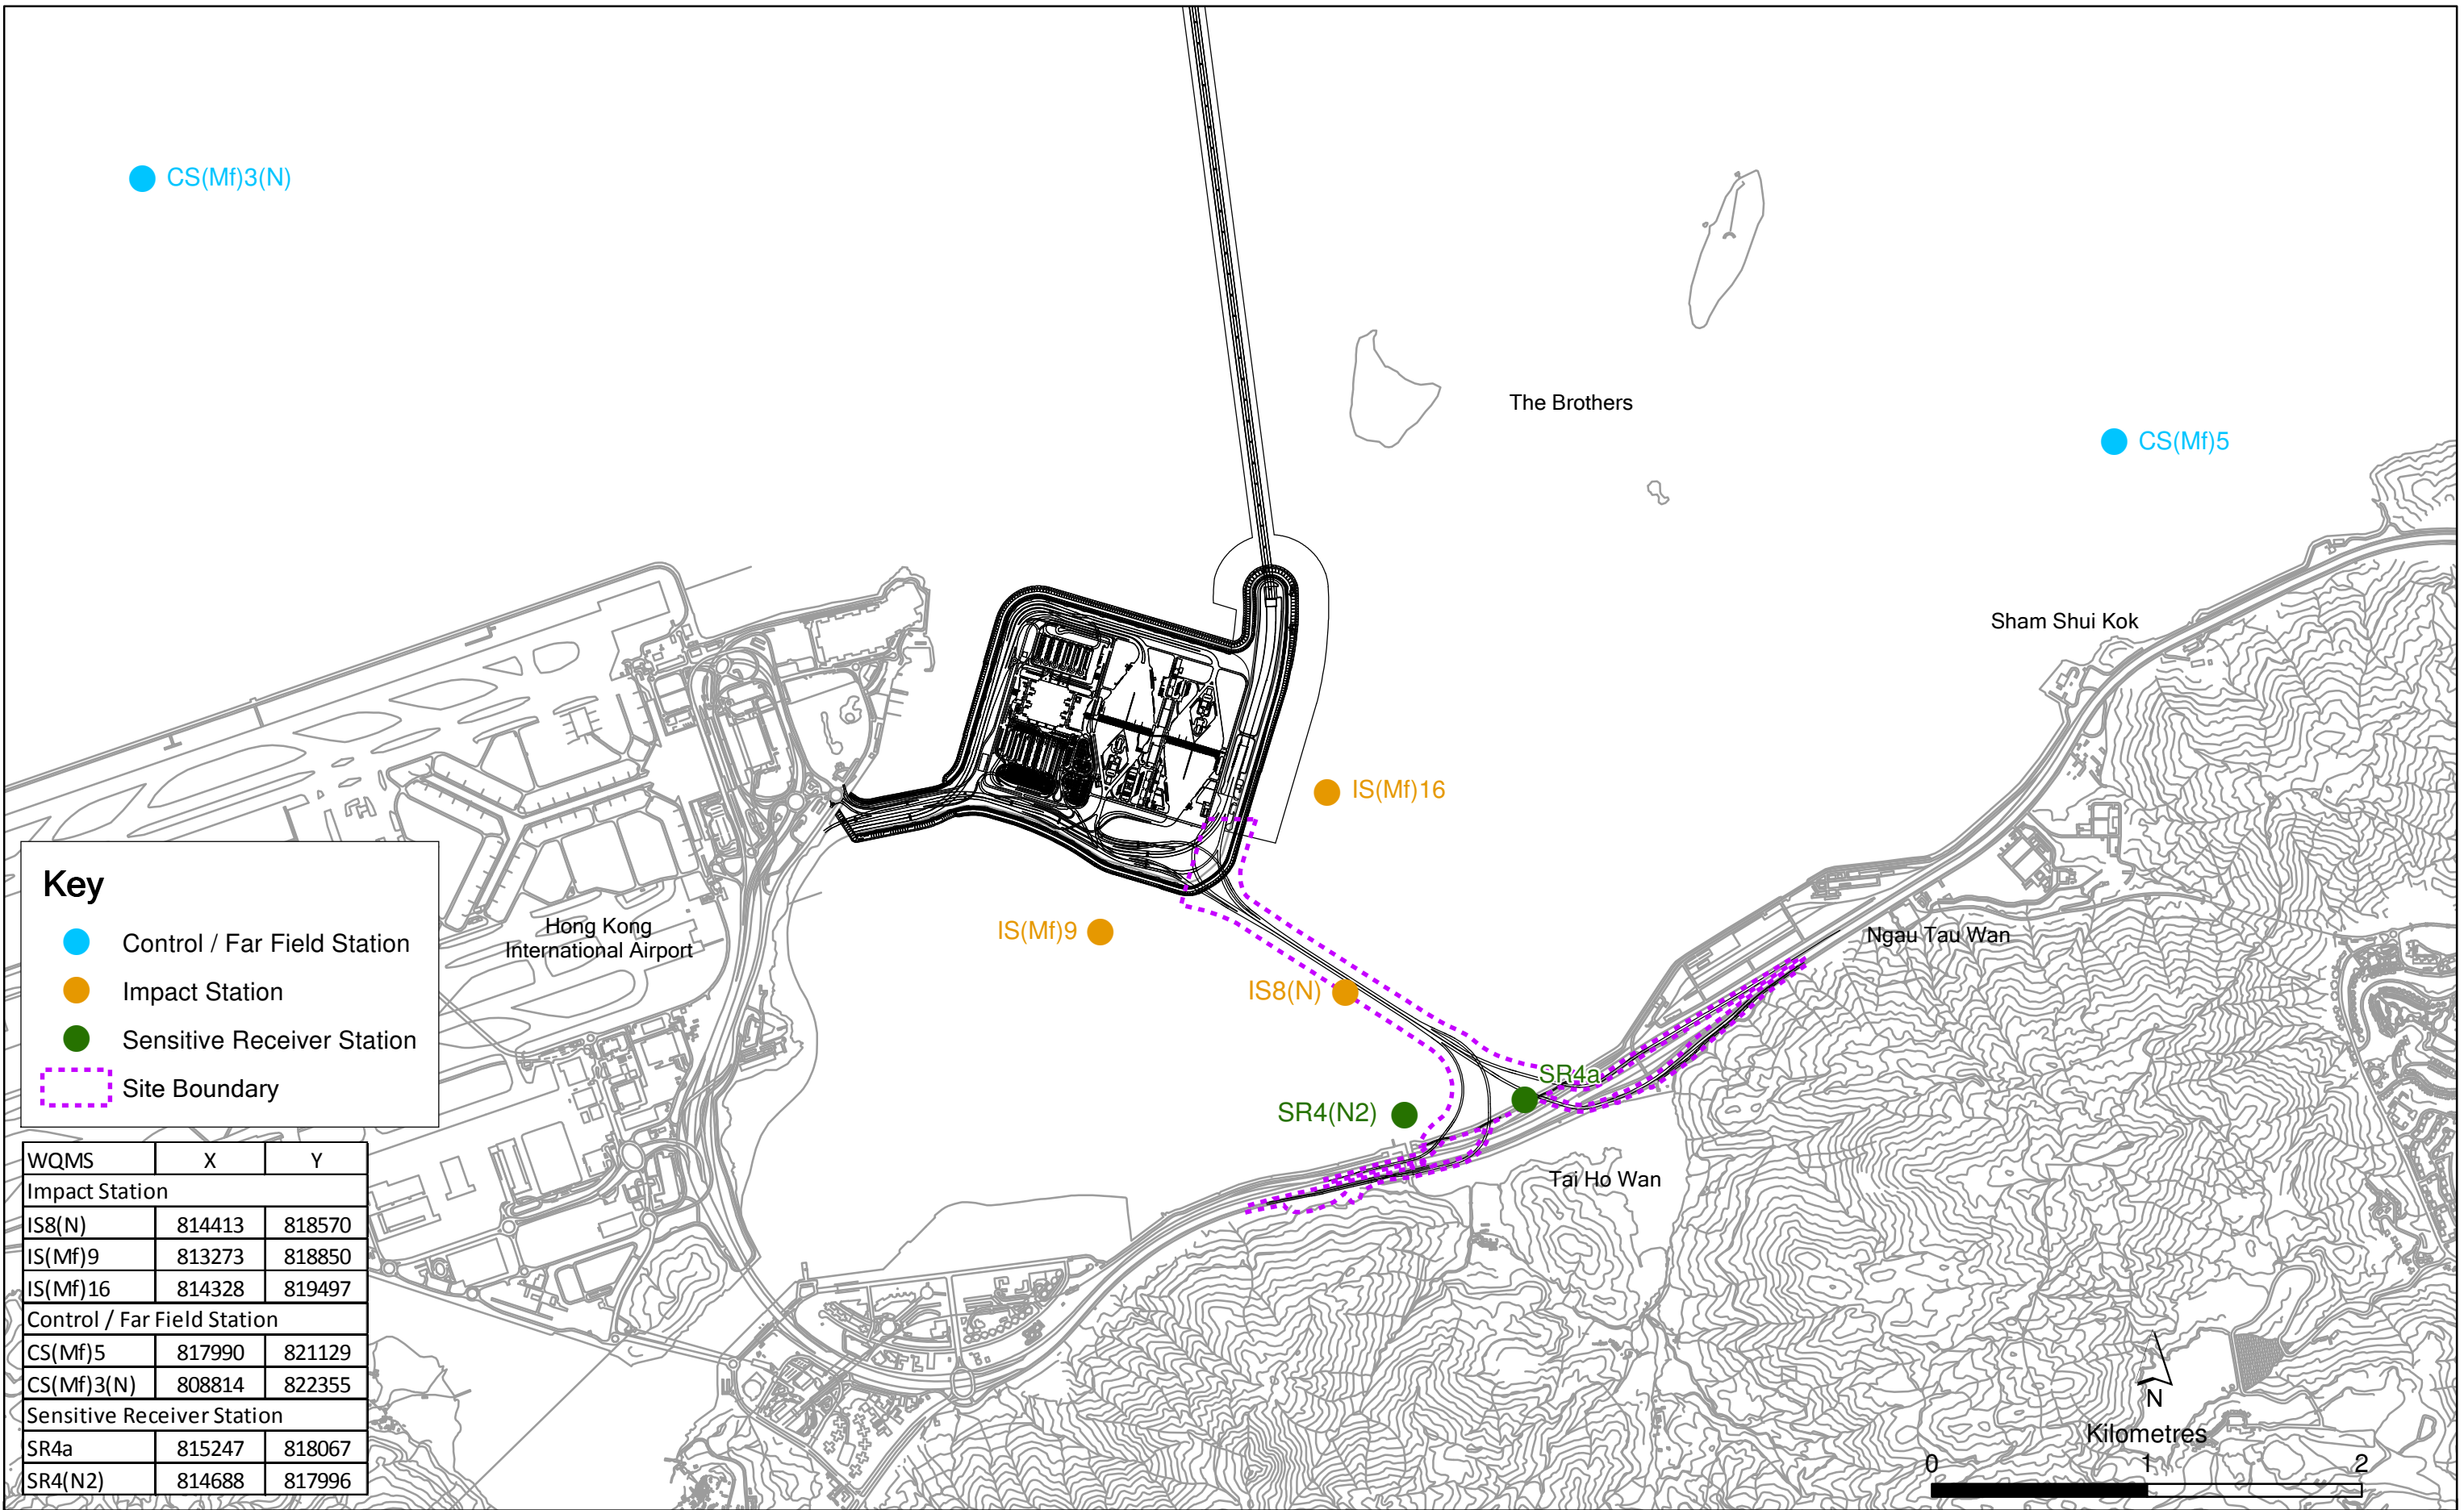 CS(Mf)3(N)
The Brothers
CS(Mf)5
Sham Shui Kok
IS(Mf)16
Hong Kong
International Airport
IS(Mf)9
Ngau Tau Wan
IS8(N)
SR4a
SR4(N2)
Tai Ho Wan
Key
Control / Far Field Station
Impact Station
Sensitive Receiver Station
Site Boundary
WQMS X Y
Impact Station
IS8(N) 814413 818570
IS(Mf)9 813273 818850
IS(Mf)16 814328 819497
Control / Far Field Station
CS(Mf)5 817990 821129
CS(Mf)3(N) 808814 822355
Sensitive Receiver Station
SR4a 815247 818067
SR4(N2) 814688 817996
N
Kilometres
0 1 2